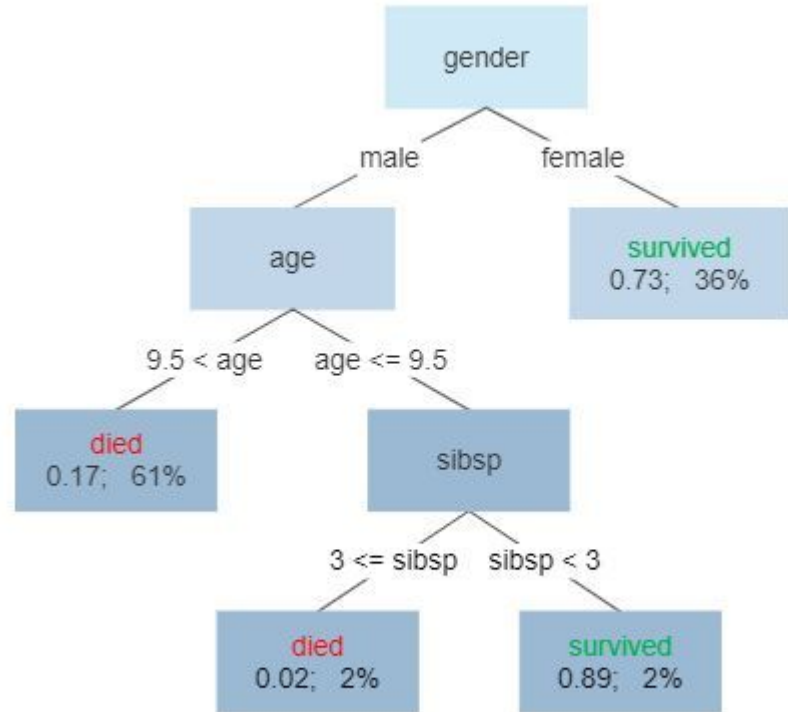 gender
male
female
age
survived
0.73; 36%
9.5 < age
age <= 9.5
died
0.17; 61%
sibsp
3 <= sibsp
sibsp < 3
died
0.02; 2%
survived
0.89; 2%